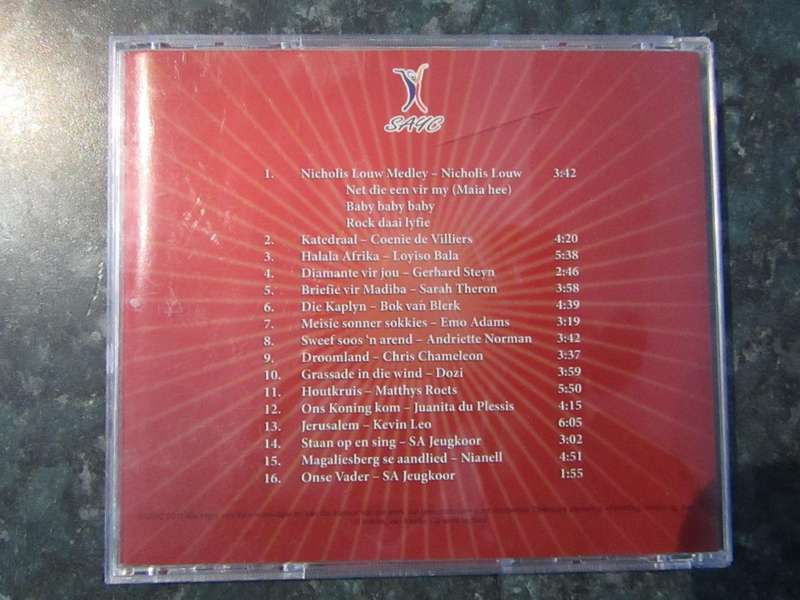 SAYC
1. Nicholis Louw Medley – Nicholis Louw 3:42
Net die een vir my (Maia hee)
Baby baby baby
Rock daai lyfie
2. Katedraal – Coenie de Villiers 4:20
3. Halala Afrika – Loyiso Bala 5:38
4. Diamante vir jou – Gerhard Steyn 2:46
5. Briefie vir Madiba – Sarah Theron 3:58
6. Die Kaplyn – Bok van Blerk 4:39
7. Meisie sonner sokkies – Emo Adams 3:19
8. Sweef soos 'n arend – Andriette Norman 3:42
9. Droomland – Chris Chameleon 3:37
10. Grassade in die wind – Dozi 3:59
11. Houtkruis – Matthys Roets 5:50
12. Ons Koning kom – Juanita du Plessis 4:15
13. Jerusalem – Kevin Leo 6:05
14. Staan op en sing – SA Jeugkoor 3:02
15. Magaliesberg se aandlied – Nianell 4:51
16. Onse Vader – SA Jeugkoor 1:55